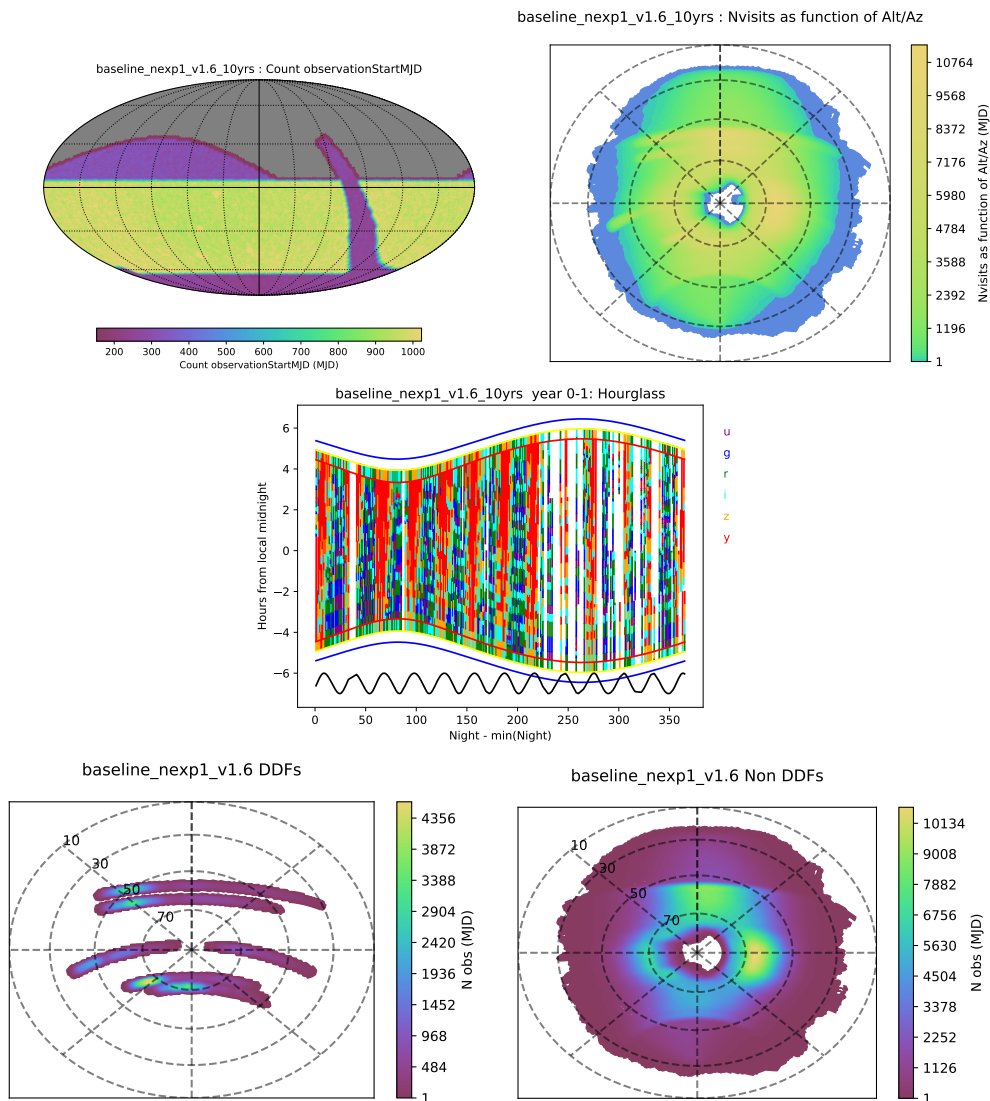 baseline_nexp1_v1.6_10yrs : Nvisits as function of Alt/Az
baseline_nexp1_v1.6_10yrs : Count observationStartMJD
200 300 400 500 600 700 800 900 1000
Count observationStartMJD (MJD)
10764
9568
8372
7176
5980
4784
3588
2392
1196
1
Nvisits as function of Alt/Az (MJD)
baseline_nexp1_v1.6_10yrs year 0-1: Hourglass
6
4
2
0
−2
−4
−6
Hours from local midnight
0 50 100 150 200 250 300 350
Night - min(Night)
u
g
r
i
z
y
baseline_nexp1_v1.6 DDFs
10
30
50
70
4356
3872
3388
2904
2420
1936
1452
968
484
1
N obs (MJD)
baseline_nexp1_v1.6 Non DDFs
10
30
50
70
10134
9008
7882
6756
5630
4504
3378
2252
1126
1
N obs (MJD)